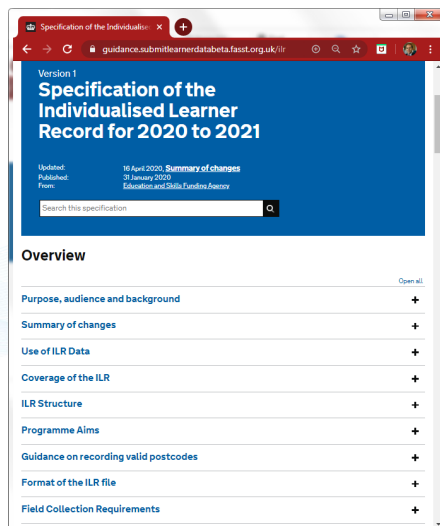 Specification of the Individualise
guidance.submitlearnerdatabeta.fasst.org.uk/ilr
Version 1
Specification of the
Individualised Learner
Record for 2020 to 2021
Updated: 16 April 2020, Summary of changes
Published: 31 January 2020
From: Education and Skills Funding Agency
Search this specification
Overview
Open all
Purpose, audience and background
Summary of changes
Use of ILR Data
Coverage of the ILR
ILR Structure
Programme Aims
Guidance on recording valid postcodes
Format of the ILR file
Field Collection Requirements